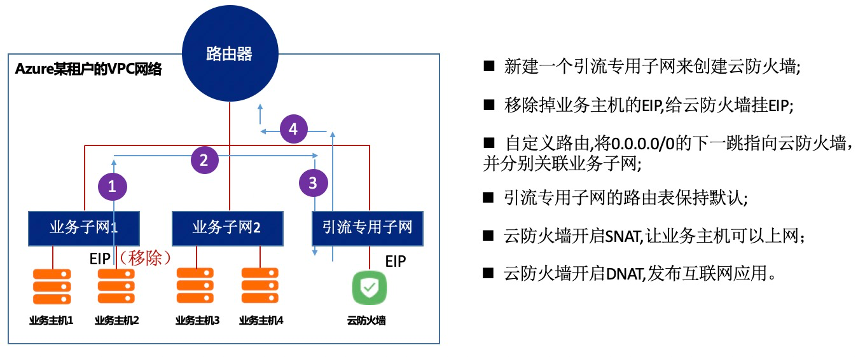 路由器
Azure某租户的VPC网络
4
2
1
3
业务子网1
业务子网2
引流专用子网
EIP（移除）
EIP
业务主机1
业务主机2
业务主机3
业务主机4
云防火墙
■ 新建一个引流专用子网来创建云防火墙;
■ 移除掉业务主机的EIP,给云防火墙挂EIP;
■ 自定义路由,将0.0.0.0/0的下一跳指向云防火墙，
并分别关联业务子网;
■ 引流专用子网的路由表保持默认;
■ 云防火墙开启SNAT,让业务主机可以上网；
■ 云防火墙开启DNAT,发布互联网应用。